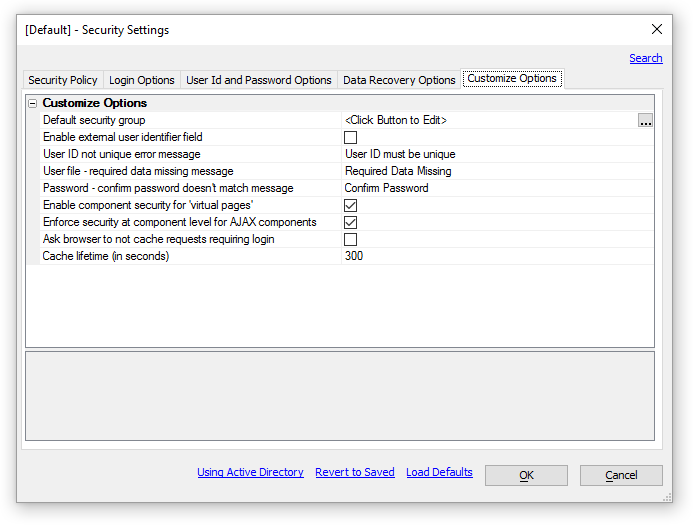 [Default] - Security Settings
Search
Security Policy Login Options User Id and Password Options Data Recovery Options Customize Options
Customize Options
Default security group <Click Button to Edit> ...
Enable external user identifier field
User ID not unique error message User ID must be unique
User file - required data missing message Required Data Missing
Password - confirm password doesn't match message Confirm Password
Enable component security for 'virtual pages'
Enforce security at component level for AJAX components
Ask browser to not cache requests requiring login
Cache lifetime (in seconds) 300
Using Active Directory Revert to Saved Load Defaults OK Cancel